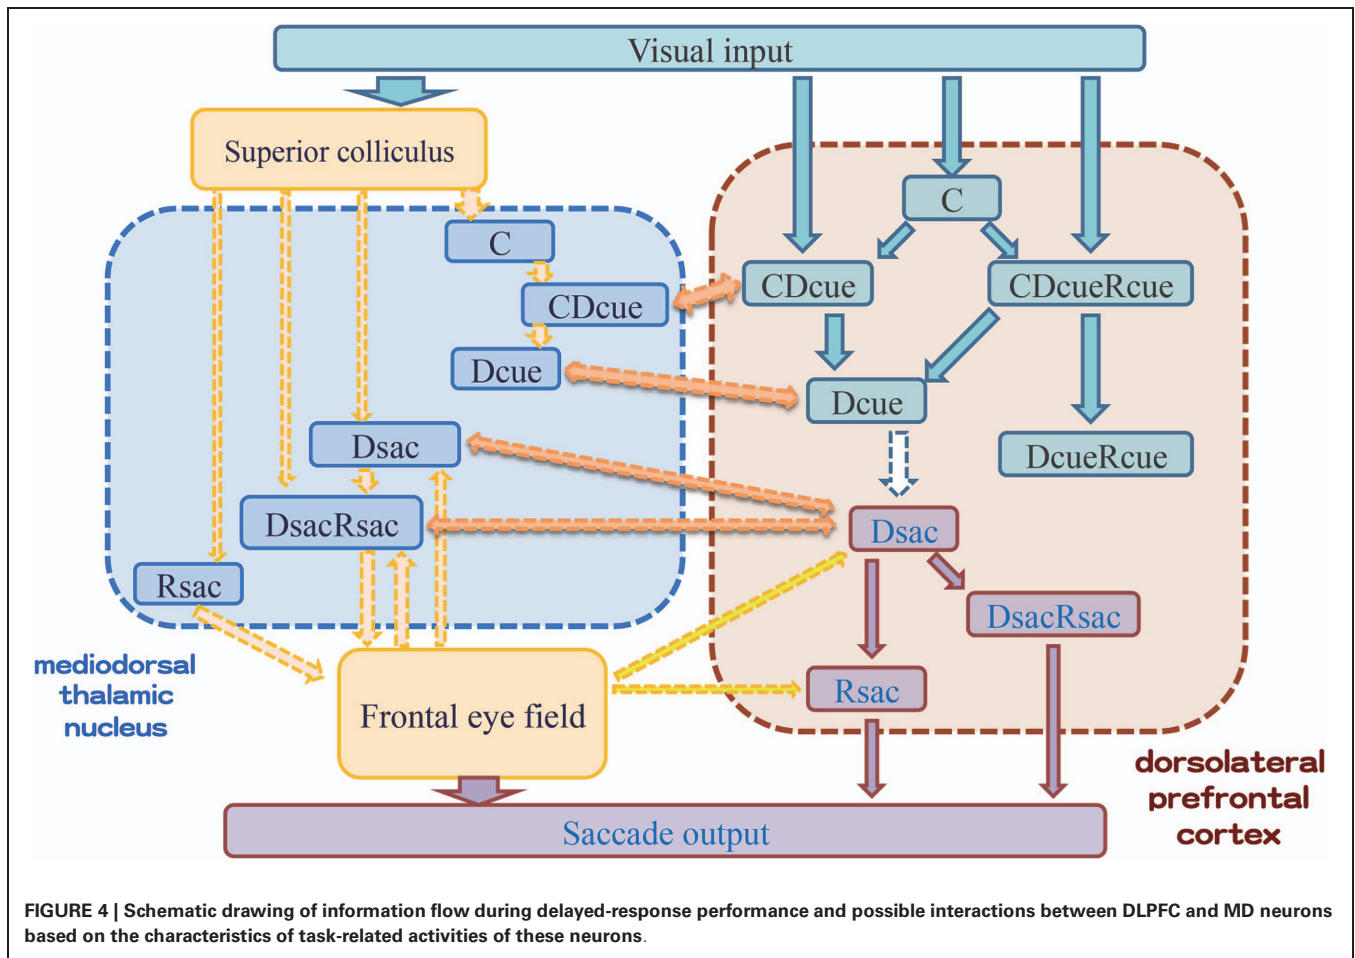 Visual input
Superior colliculus
C
C
CDcue
CDcueRcue
CDcue
Dcue
Dcue
Dsac
DcueRcue
DsacRsac
Dsac
Rsac
DsacRsac
mediodorsal
thalamic
nucleus
Rsac
Frontal eye field
dorsolateral
prefrontal
cortex
Saccade output
FIGURE 4 | Schematic drawing of information flow during delayed-response performance and possible interactions between DLPFC and MD neurons
based on the characteristics of task-related activities of these neurons.